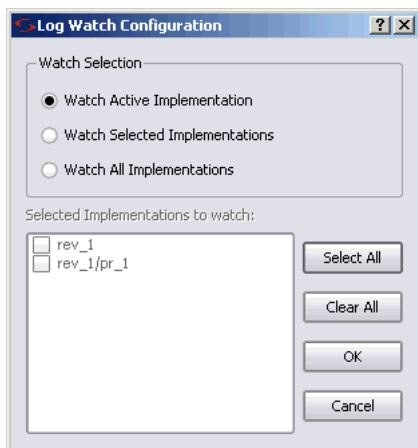 Log Watch Configuration
?
x
Watch Selection
Watch Active Implementation
Watch Selected Implementations
Watch All Implementations
Selected Implementations to watch:
rev_1
rev_1/pr_1
Select All
Clear All
OK
Cancel